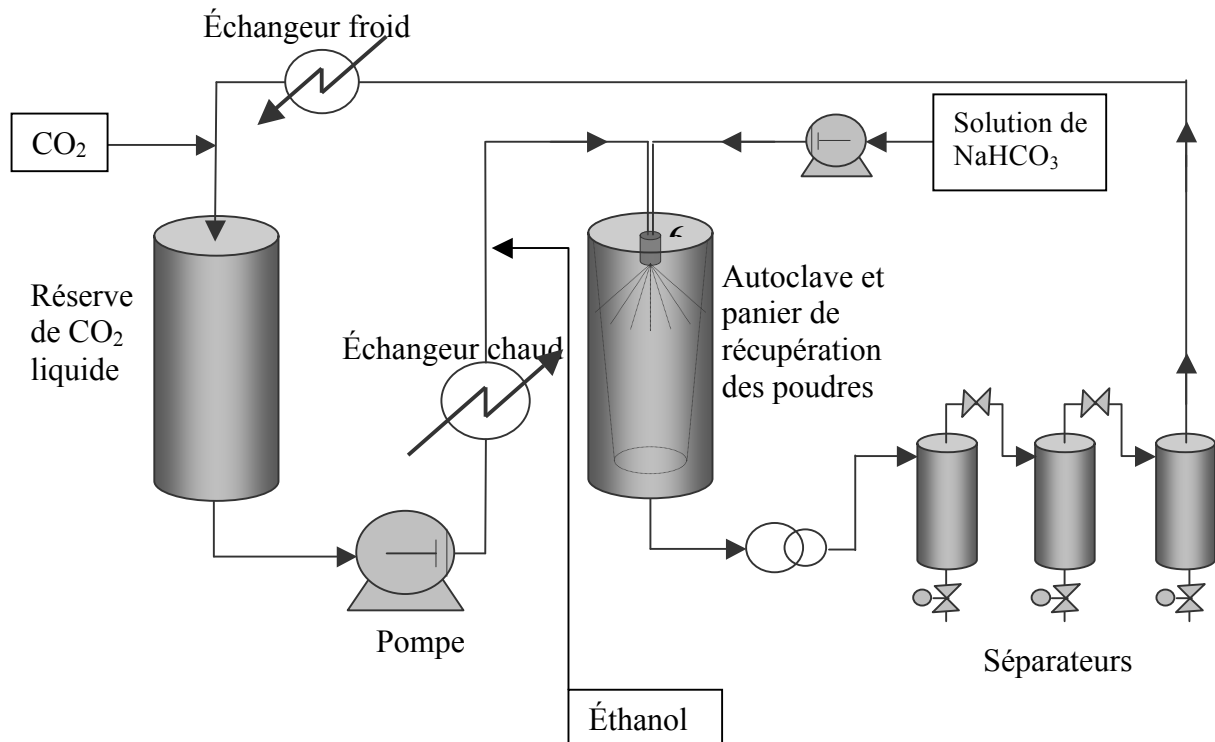 Échangeur froid
CO₂
Solution de
NaHCO₃
Réserve
de CO₂
liquide
Échangeur chaud
Autoclave et
panier de
récupération
des poudres
Pompe
Séparateurs
Éthanol